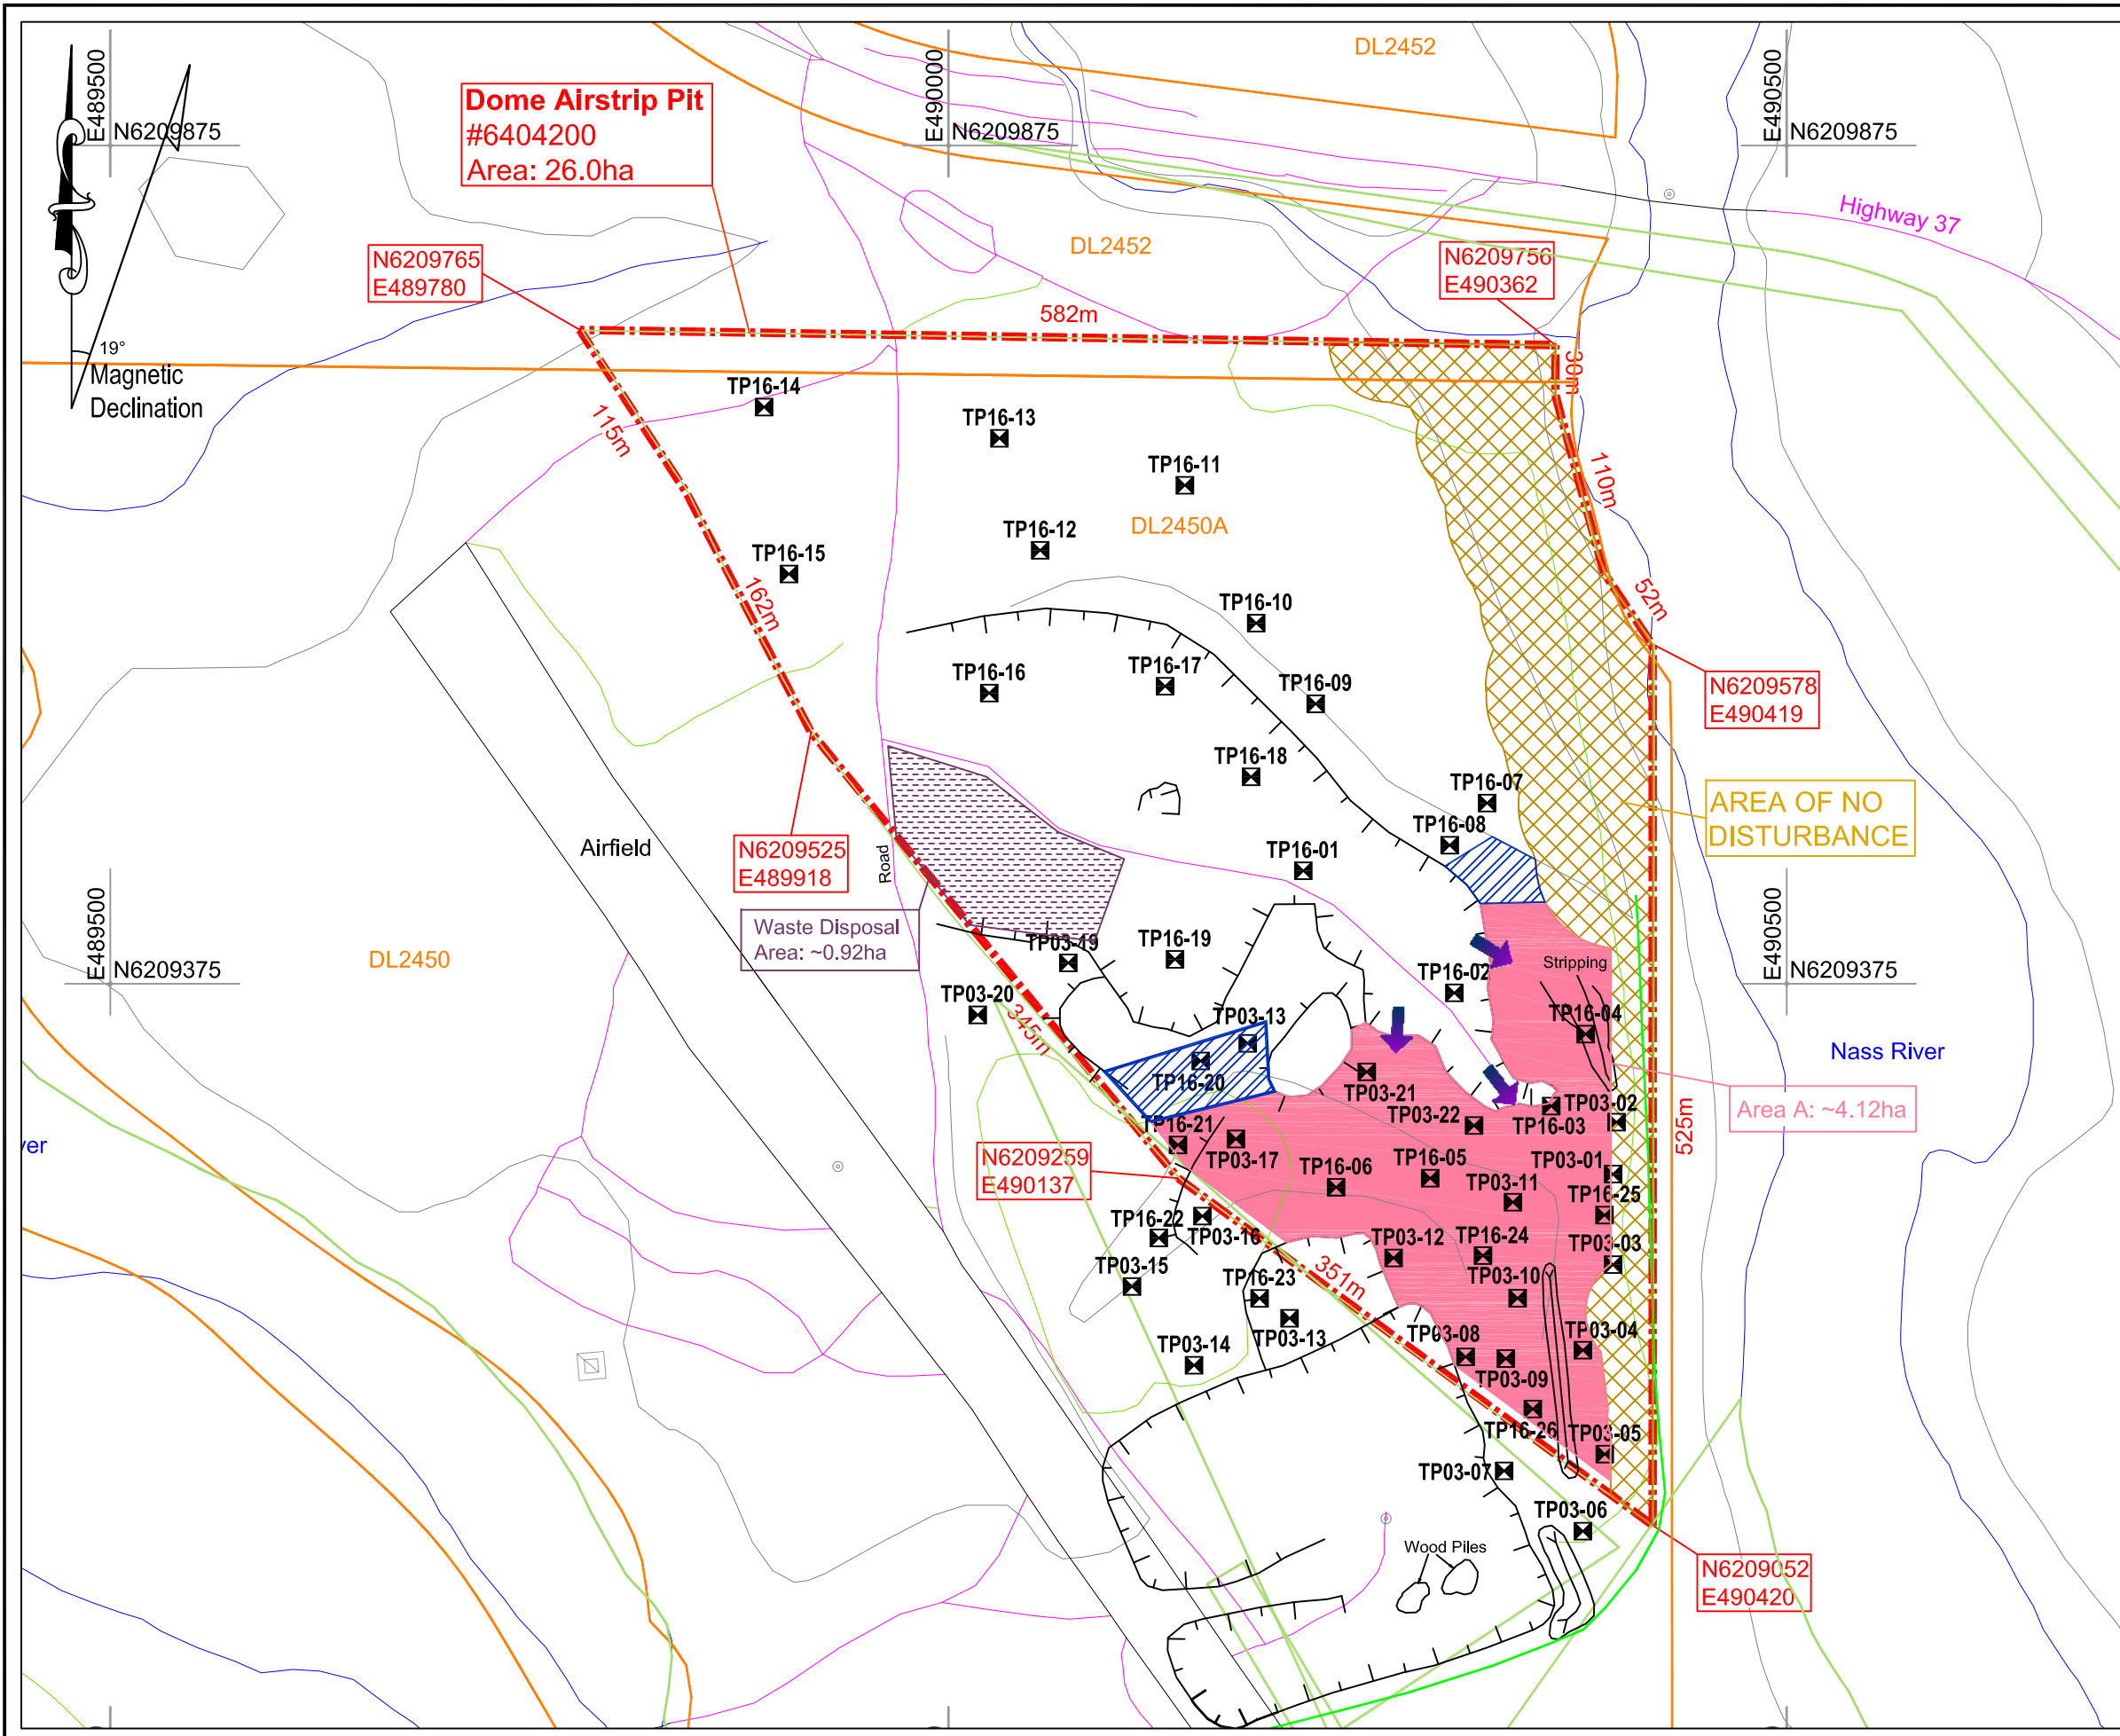 DL2452
E489500
N6209875
E490000
N6209875
E490500
N6209875
Dome Airstrip Pit
#6404200
Area: 26.0ha
Highway 37
DL2452
N6209765
E489780
N6209756
E490362
582m
19°
Magnetic
Declination
30m
TP16-14
TP16-13
115m
TP16-11
110m
TP16-12
DL2450A
TP16-15
162m
52m
TP16-10
TP16-16
TP16-17
TP16-09
N6209578
E490419
TP16-18
TP16-07
AREA OF NO
DISTURBANCE
TP16-08
Airfield
N6209525
E489918
Road
TP16-01
Waste Disposal
Area: ~0.92ha
TP03-19
TP16-19
E489500
N6209375
DL2450
TP16-02
Stripping
E490500
N6209375
TP03-20
345m
TP03-13
TP16-04
Nass River
TP16-20
TP03-21
TP03-22
TP16-03
TP03-02
Area A: ~4.12ha
525m
ver
TP16-21
N6209259
E490137
TP03-17
TP16-06
TP16-05
TP03-01
TP03-11
TP16-25
TP16-22
TP03-16
TP03-12
TP16-24
TP03-03
TP03-15
TP16-23
351m
TP03-10
TP03-13
TP03-14
TP03-08
TP03-04
TP03-09
TP16-26
TP03-05
TP03-07
TP03-06
Wood Piles
N6209052
E490420